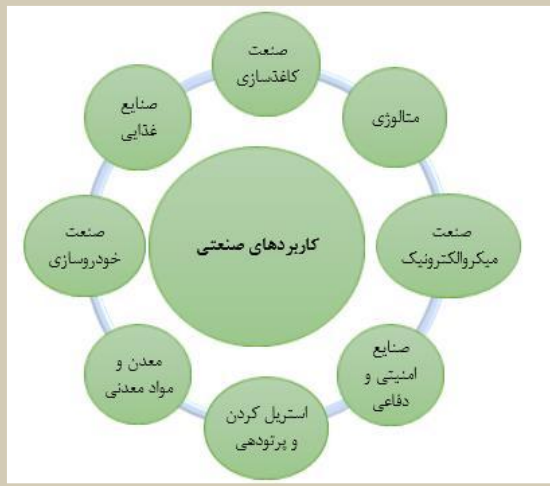 صنعت
کاغذسازی
متالوژی
صنعت
میکروالکترونیک
صنایع
امنیتی و
دفاعی
استریل کردن
و پرتودهی
معدن و
مواد معدنی
صنعت
خودروسازی
صنایع
غذایی
کاربردهای صنعتی